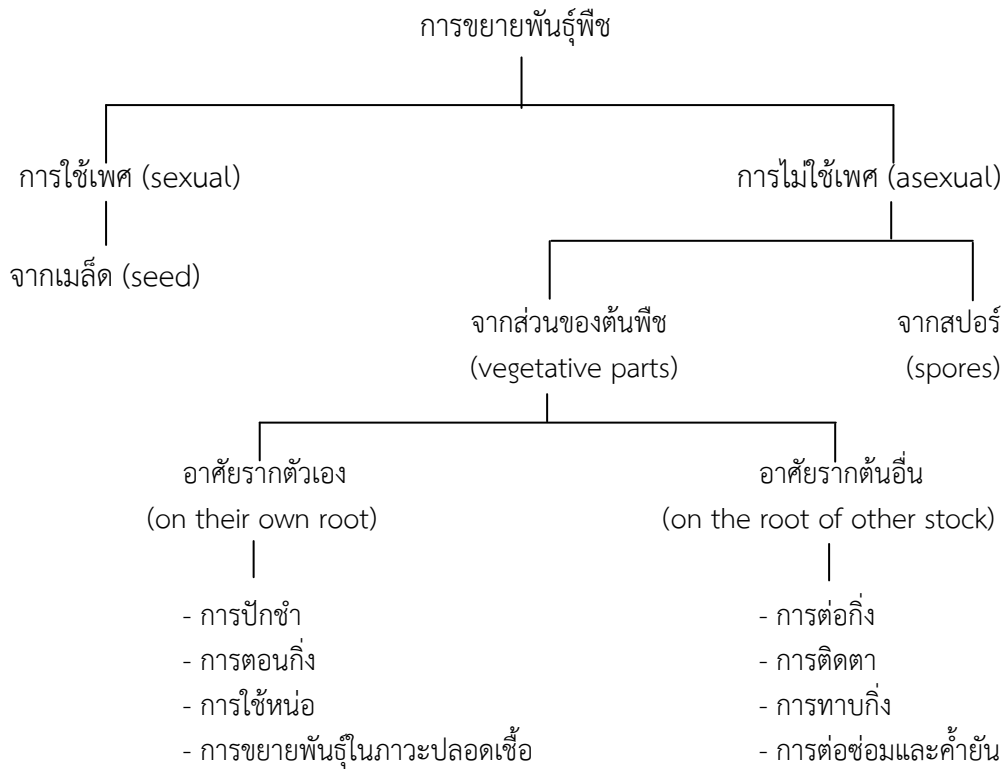 การขยายพันธุ์พืช
การใช้เพศ (sexual)
การไม่ใช้เพศ (asexual)
จากเมล็ด (seed)
จากส่วนของต้นพืช
(vegetative parts)
จากสปอร์
(spores)
อาศัยรากตัวเอง
(on their own root)
อาศัยรากต้นอื่น
(on the root of other stock)
- การปักชำ
- การตอนกิ่ง
- การใช้หน่อ
- การขยายพันธุ์ในภาวะปลอดเชื้อ
- การต่อกิ่ง
- การติดตา
- การทาบกิ่ง
- การต่อซ่อมและค้ำยัน